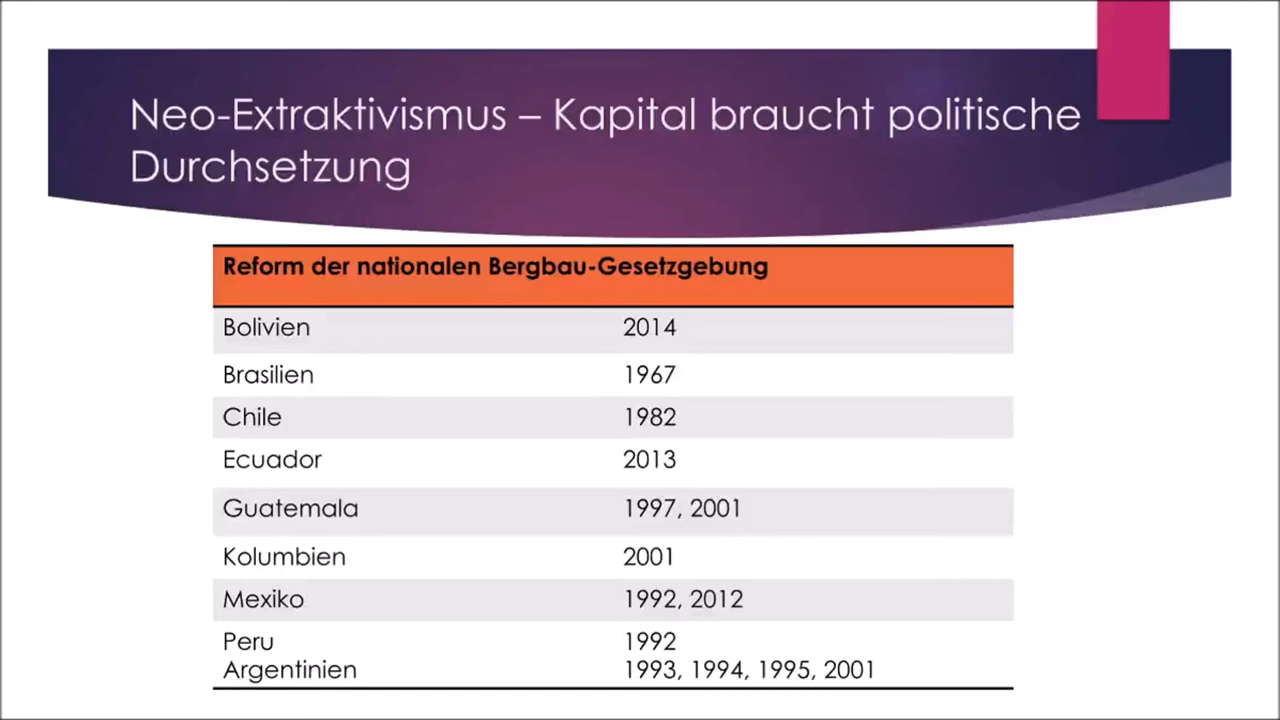 Neo-Extraktivismus – Kapital braucht politische
Durchsetzung
Reform der nationalen Bergbau-Gesetzgebung
Bolivien 2014
Brasilien 1967
Chile 1982
Ecuador 2013
Guatemala 1997, 2001
Kolumbien 2001
Mexiko 1992, 2012
Peru 1992
Argentinien 1993, 1994, 1995, 2001